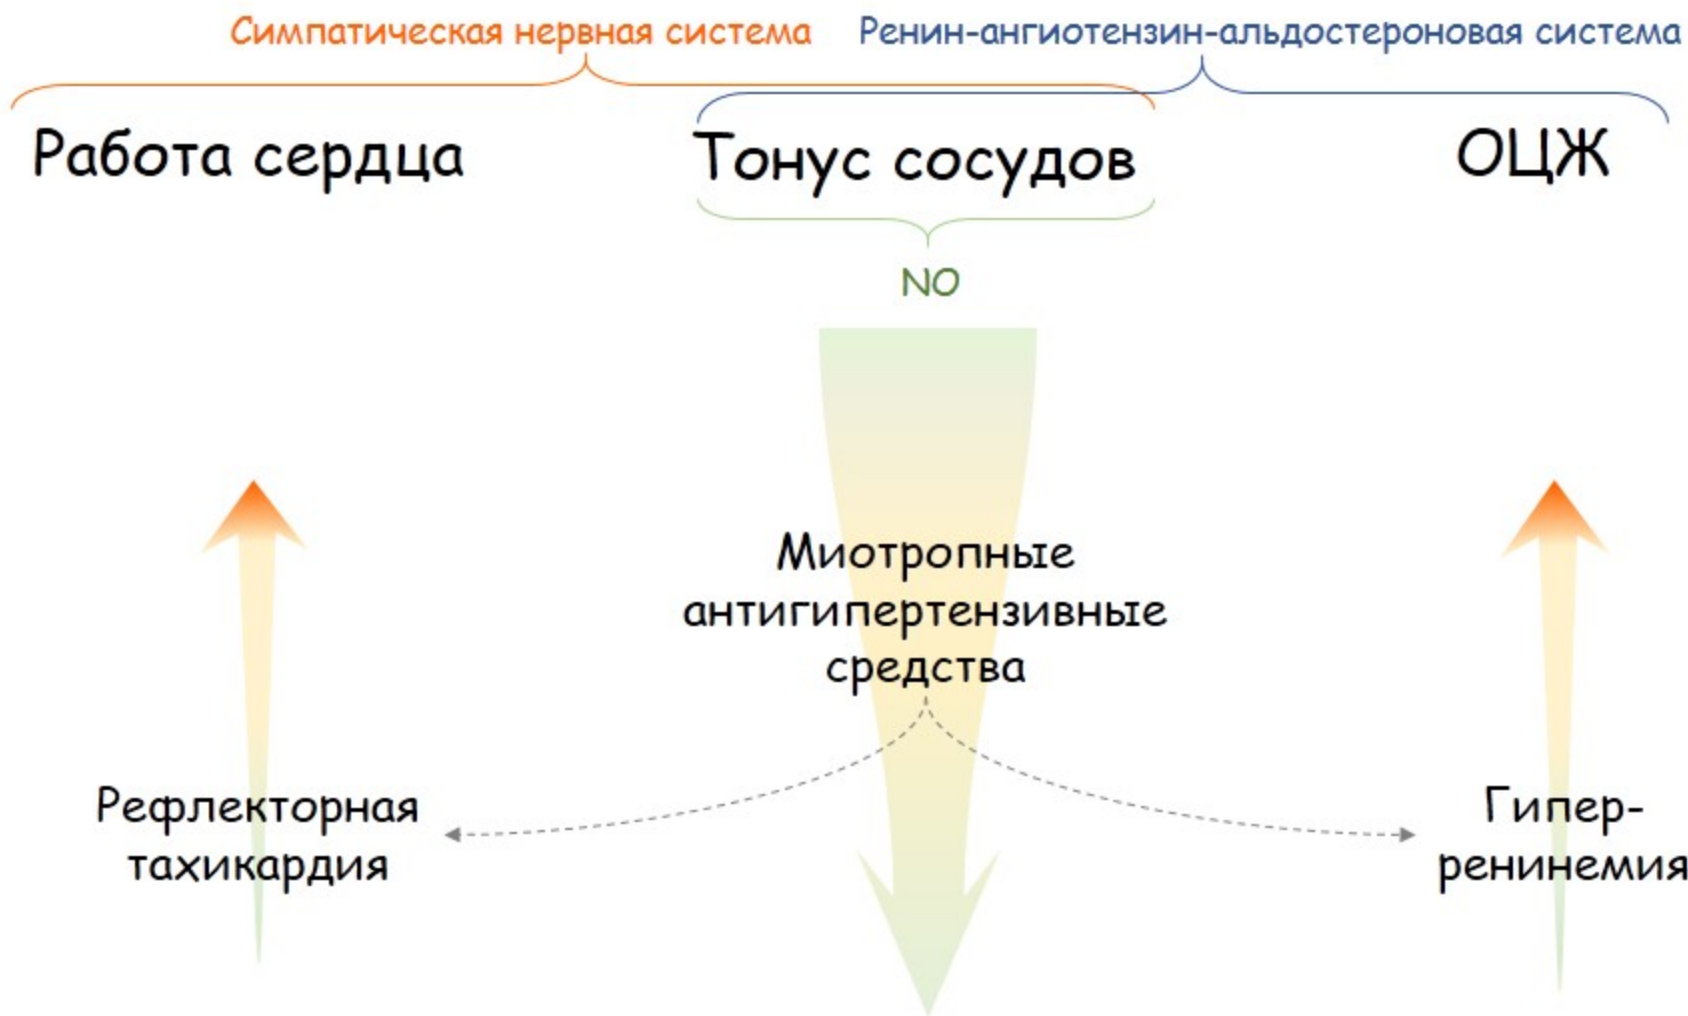 Симпатическая нервная система
Ренин-ангиотензин-альдостероновая система
Работа сердца
Тонус сосудов
ОЦЖ
NO
Миотропные
антигипертензивные
средства
Рефлекторная
тахикардия
Гипер-
ренинемия